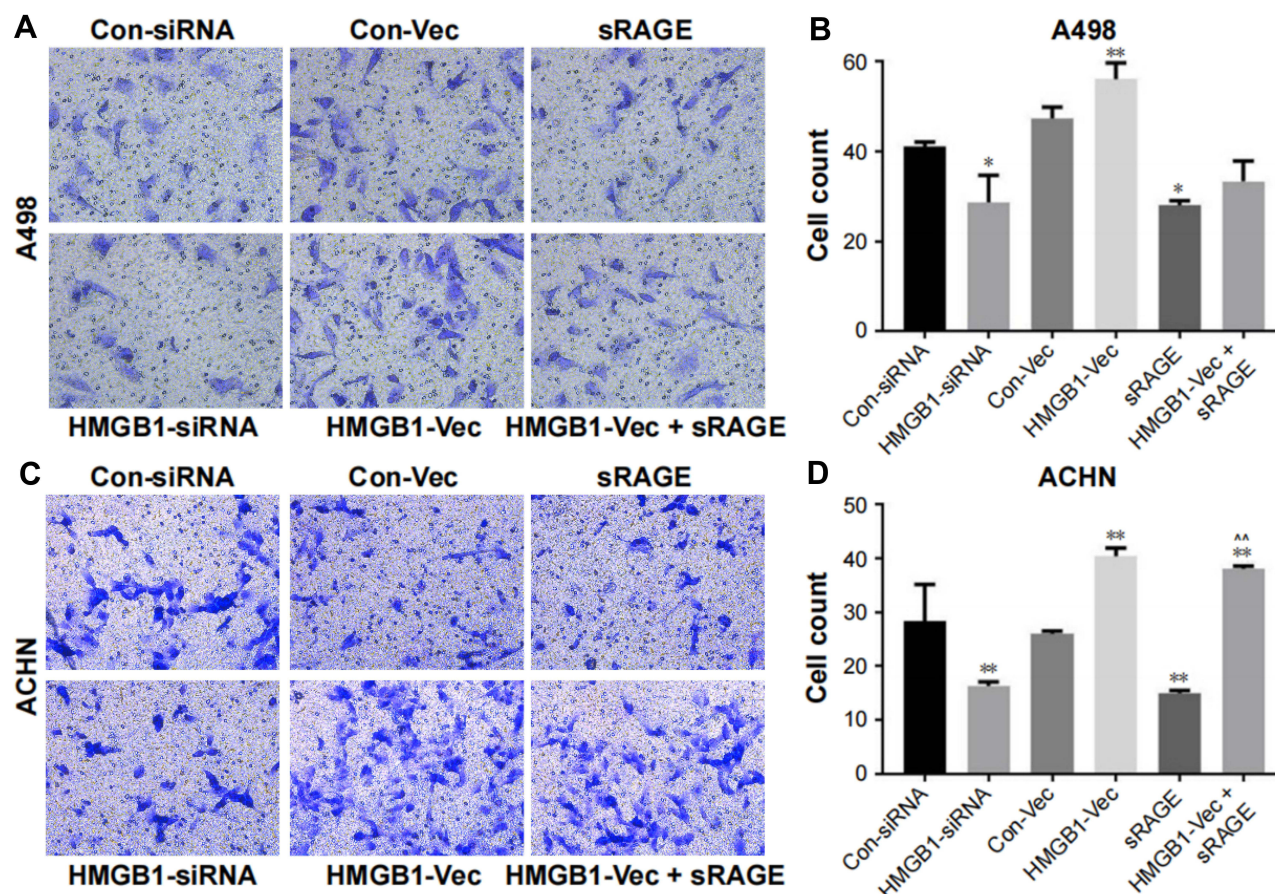 A
Con-siRNA
Con-Vec
sRAGE
A498
HMGB1-siRNA
HMGB1-Vec
HMGB1-Vec + sRAGE
B
A498
**
*
*
Cell count
60
40
20
0
Con-siRNA
HMGB1-siRNA
Con-Vec
HMGB1-Vec
sRAGE
HMGB1-Vec +
sRAGE
C
Con-siRNA
Con-Vec
sRAGE
ACHN
HMGB1-siRNA
HMGB1-Vec
HMGB1-Vec + sRAGE
D
ACHN
**
**
**
^^
**
Cell count
50
40
30
20
10
0
Con-siRNA
HMGB1-siRNA
Con-Vec
HMGB1-Vec
sRAGE
HMGB1-Vec +
sRAGE